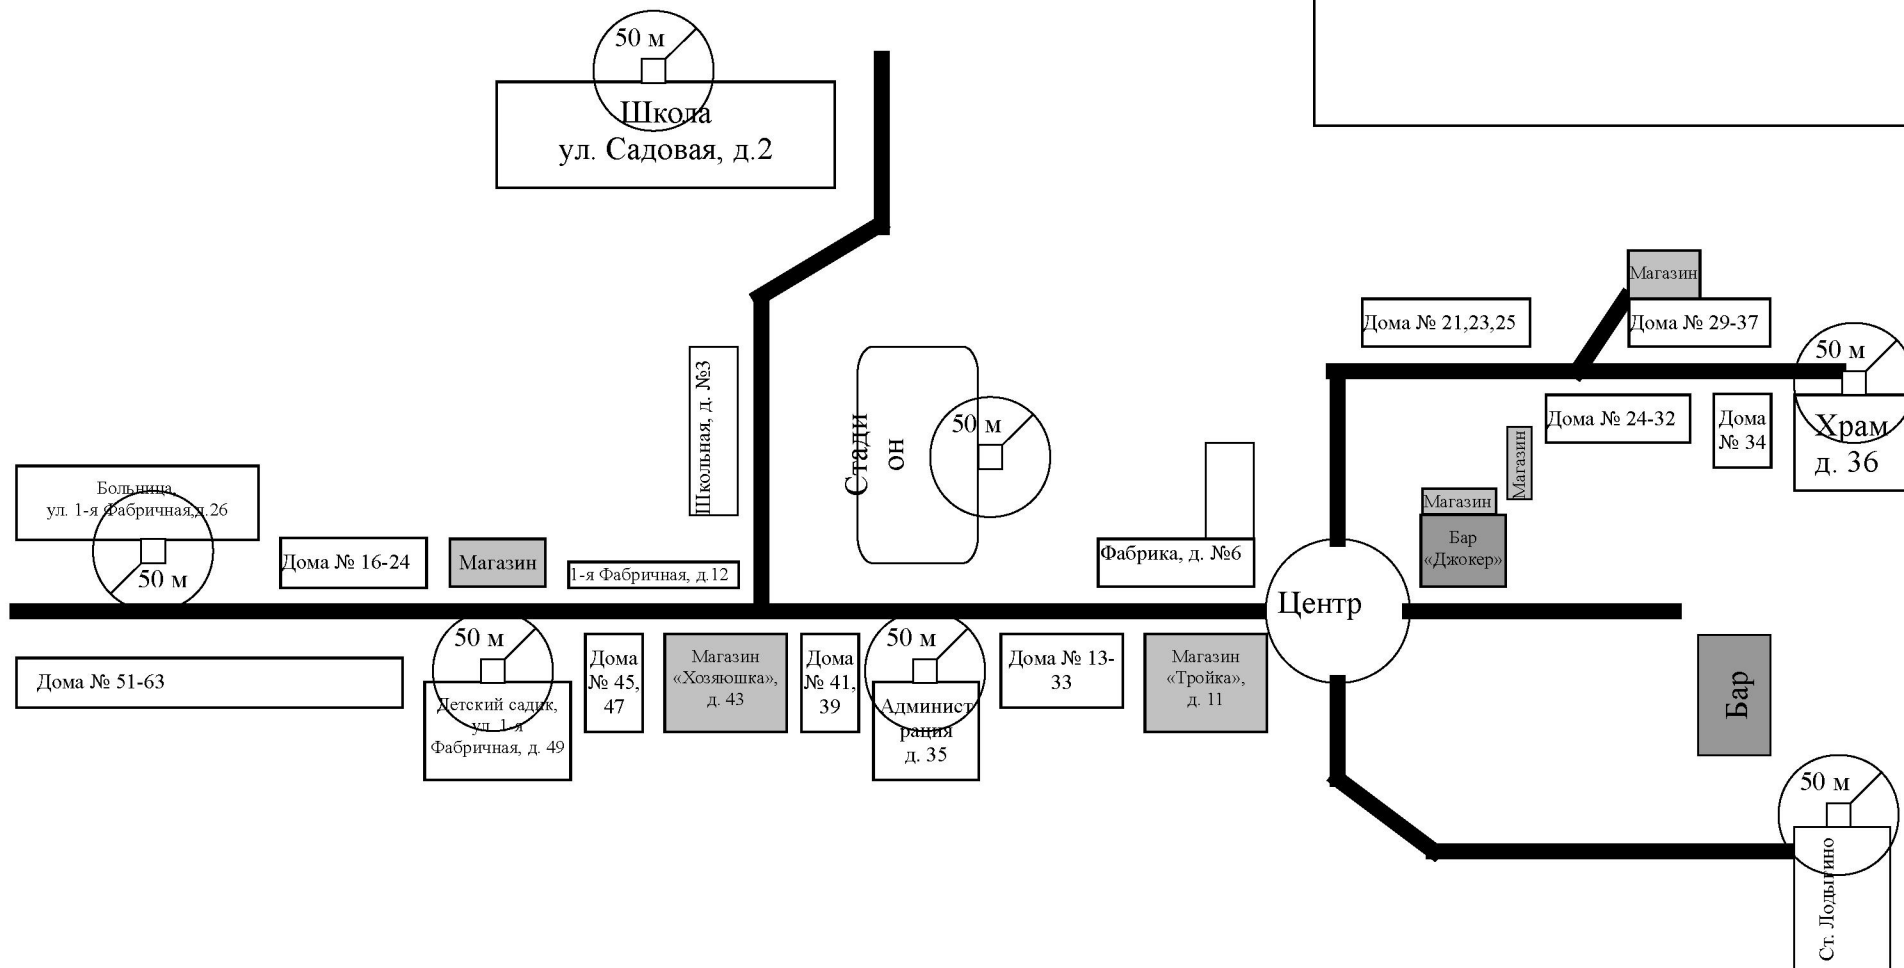 50 м
Школа
ул. Садовая, д.2
Магазин
Дома № 21,23,25
Дома № 29-37
50 м
Школьная, д. №3
Стади
он
50 м
Дома № 24-32
Дома
№ 34
Храм
д. 36
Магазин
Больница,
ул. 1-я Фабричная,д.26
50 м
Магазин
Бар
«Джокер»
Дома № 16-24
Магазин
1-я Фабричная, д.12
Фабрика, д. №6
Центр
Дома № 51-63
50 м
Детский садик,
ул. 1-я
Фабричная, д. 49
Дома
№ 45,
47
Магазин
«Хозяюшка»,
д. 43
Дома
№ 41,
39
50 м
Админист
рация
д. 35
Дома № 13-
33
Магазин
«Тройка»,
д. 11
Бар
50 м
Ст. Лодыгино